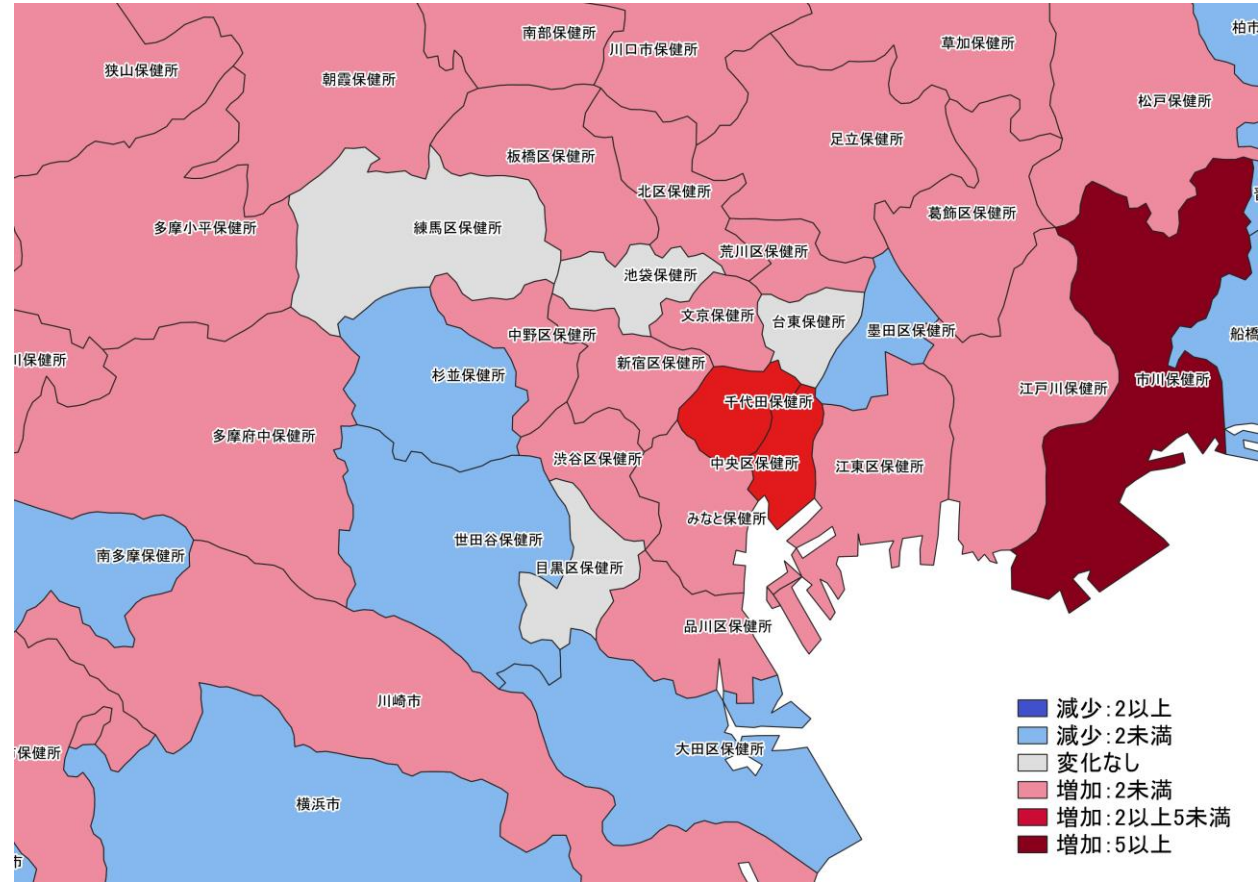 南部保健所
川口市保健所
草加保健所
柏市
狭山保健所
朝霞保健所
松戸保健所
足立保健所
板橋区保健所
北区保健所
葛飾区保健所
多摩小平保健所
練馬区保健所
荒川区保健所
池袋保健所
文京保健所
台東保健所
墨田区保健所
中野区保健所
船橋
川保健所
新宿区保健所
杉並保健所
江戸川保健所
市川保健所
千代田保健所
多摩府中保健所
渋谷区保健所
中央区保健所
江東区保健所
みなと保健所
世田谷保健所
南多摩保健所
目黒区保健所
品川区保健所
川崎市
大田区保健所
保健所
横浜市
市
減少:2以上
減少:2未満
変化なし
増加:2未満
増加:2以上5未満
増加:5以上